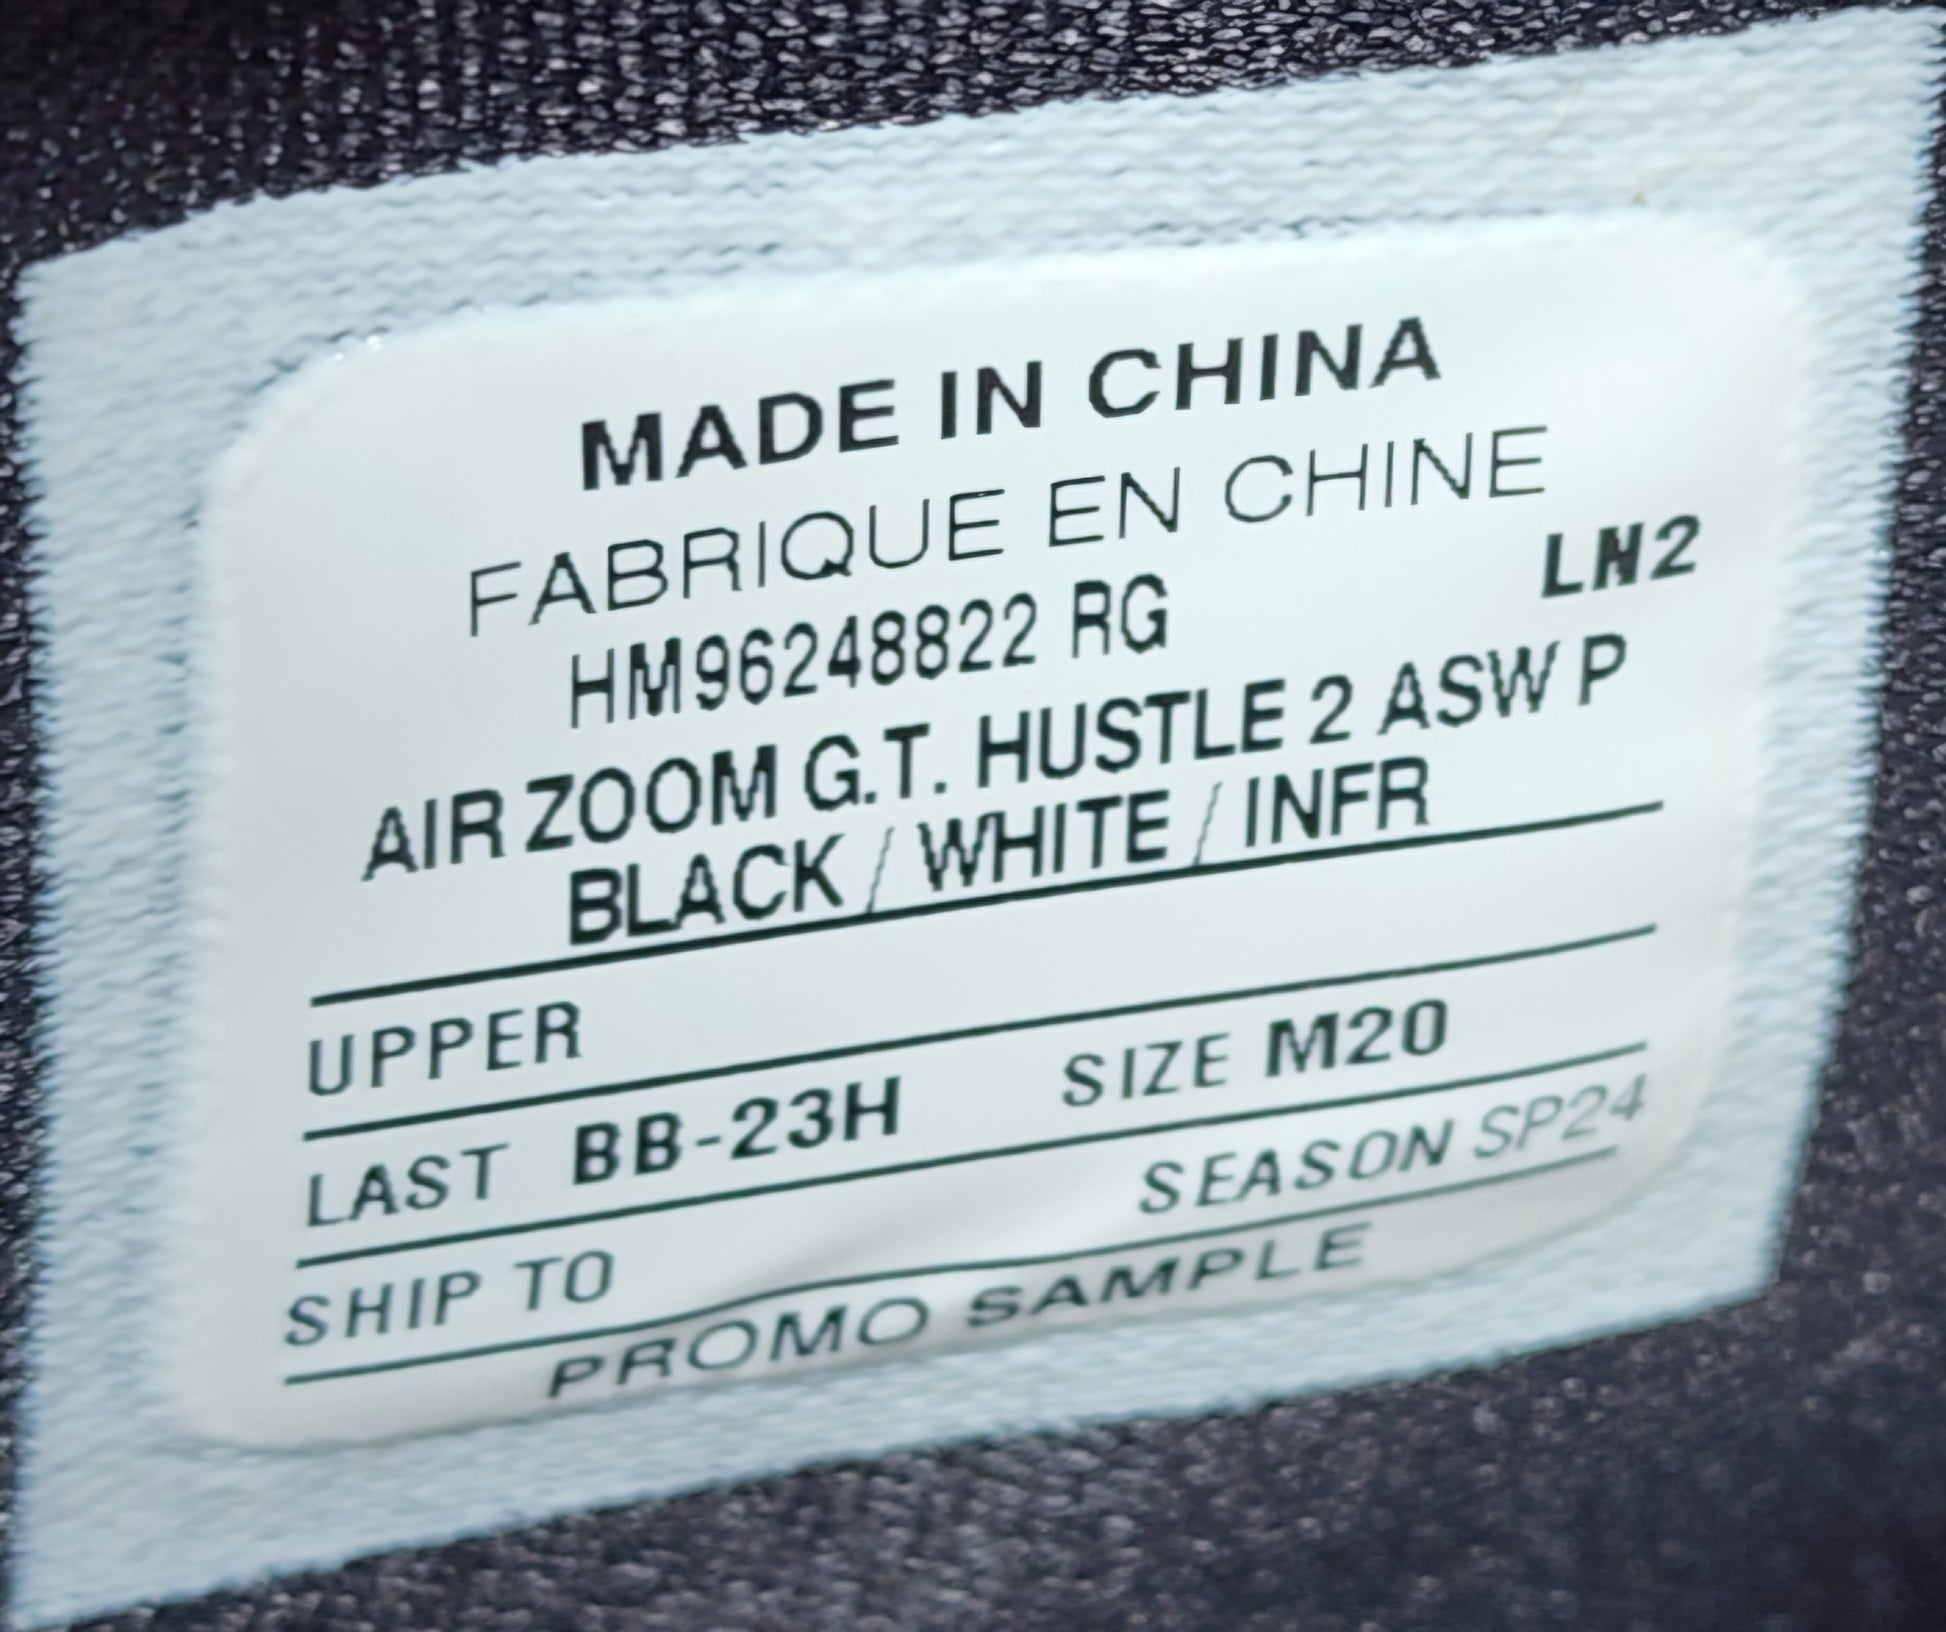 MADE IN CHINA
FABRIQUE EN CHINE
LN2
HM96248822 RG
AIR ZOOM G.T. HUSTLE 2 ASW P
BLACK / WHITE / INFR
UPPER
LAST BB-23H SIZE M20
SHIP TO SEASON SP24
PROMO SAMPLE